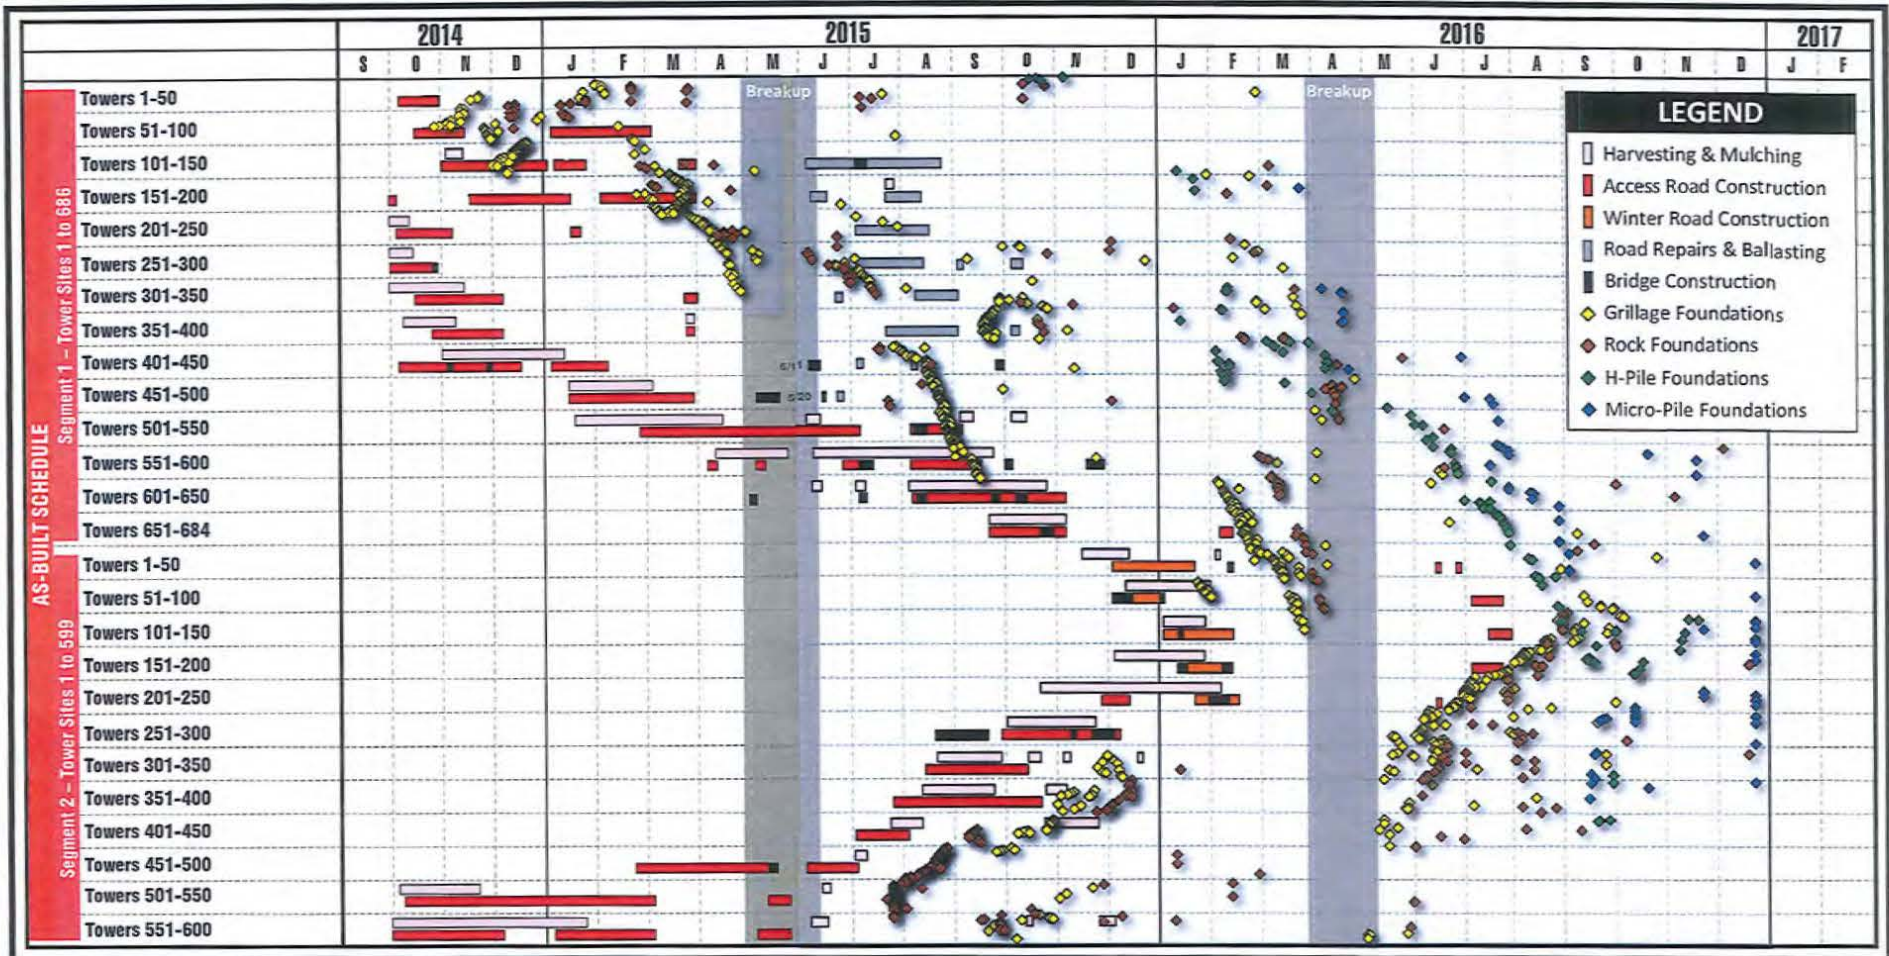 2014 2015 2016 2017
S O N D J F M A M J J A S O N D J F M A M J J A S O N D J F
AS-BUILT SCHEDULE
Segment 1 – Tower Sites 1 to 686
Towers 1-50
Towers 51-100
Towers 101-150
Towers 151-200
Towers 201-250
Towers 251-300
Towers 301-350
Towers 351-400
Towers 401-450
Towers 451-500
Towers 501-550
Towers 551-600
Towers 601-650
Towers 651-684
Segment 2 – Tower Sites 1 to 599
Towers 1-50
Towers 51-100
Towers 101-150
Towers 151-200
Towers 201-250
Towers 251-300
Towers 301-350
Towers 351-400
Towers 401-450
Towers 451-500
Towers 501-550
Towers 551-600
Breakup
Breakup
6/11
5/20
LEGEND
Harvesting & Mulching
Access Road Construction
Winter Road Construction
Road Repairs & Ballasting
Bridge Construction
Grillage Foundations
Rock Foundations
H-Pile Foundations
Micro-Pile Foundations